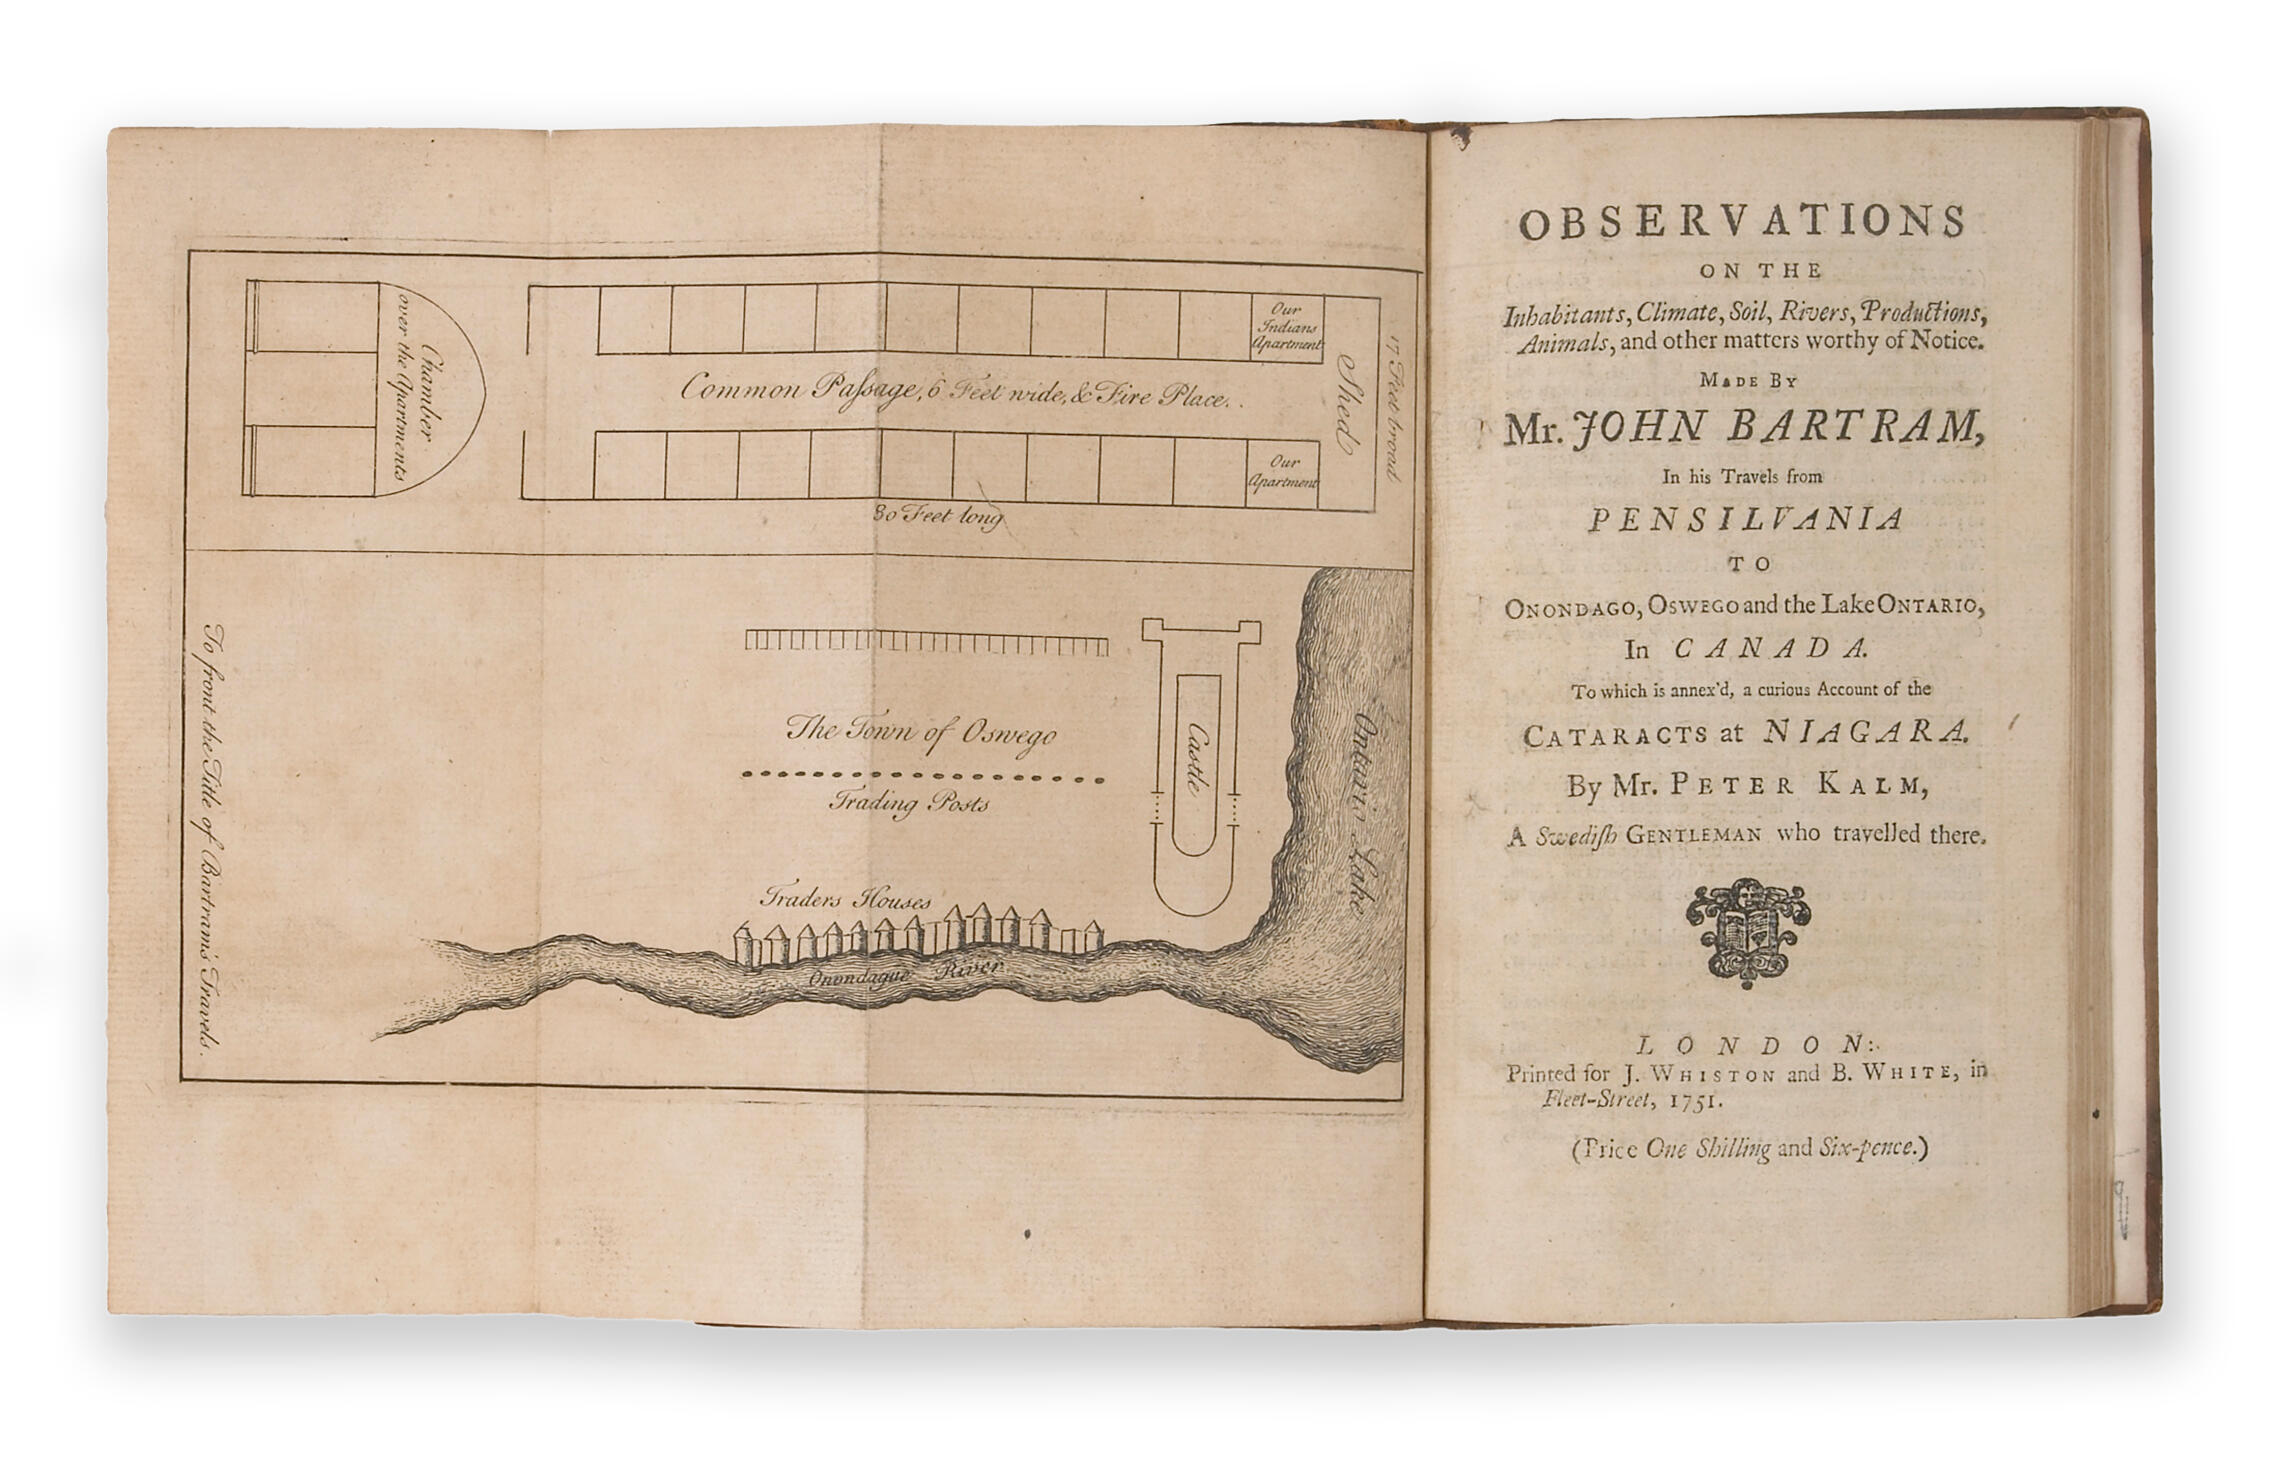 Chamber
over the Apartments
Our
Indians
Apartment
Common Paſsage, 6 Feet wide, & Fire Place.
Shed
17 Feet broad
Our
Apartment
80 Feet long
To front the Title of Bartram's Travels.
The Town of Oswego
Trading Posts
Castle
Ontario Lake
Traders Houses
Onondague River
OBSERVATIONS
ON THE
Inhabitants, Climate, Soil, Rivers, Productions,
Animals, and other matters worthy of Notice.
MADE BY
Mr. JOHN BARTRAM,
In his Travels from
PENSILVANIA
TO
ONONDAGO, OSWEGO and the Lake ONTARIO,
In CANADA.
To which is annex'd, a curious Account of the
CATARACTS at NIAGARA.
By Mr. PETER KALM,
A Swediſh GENTLEMAN who travelled there.
LONDON:
Printed for J. WHISTON and B. WHITE, in
Fleet-Street, 1751.
(Price One Shilling and Six-pence.)